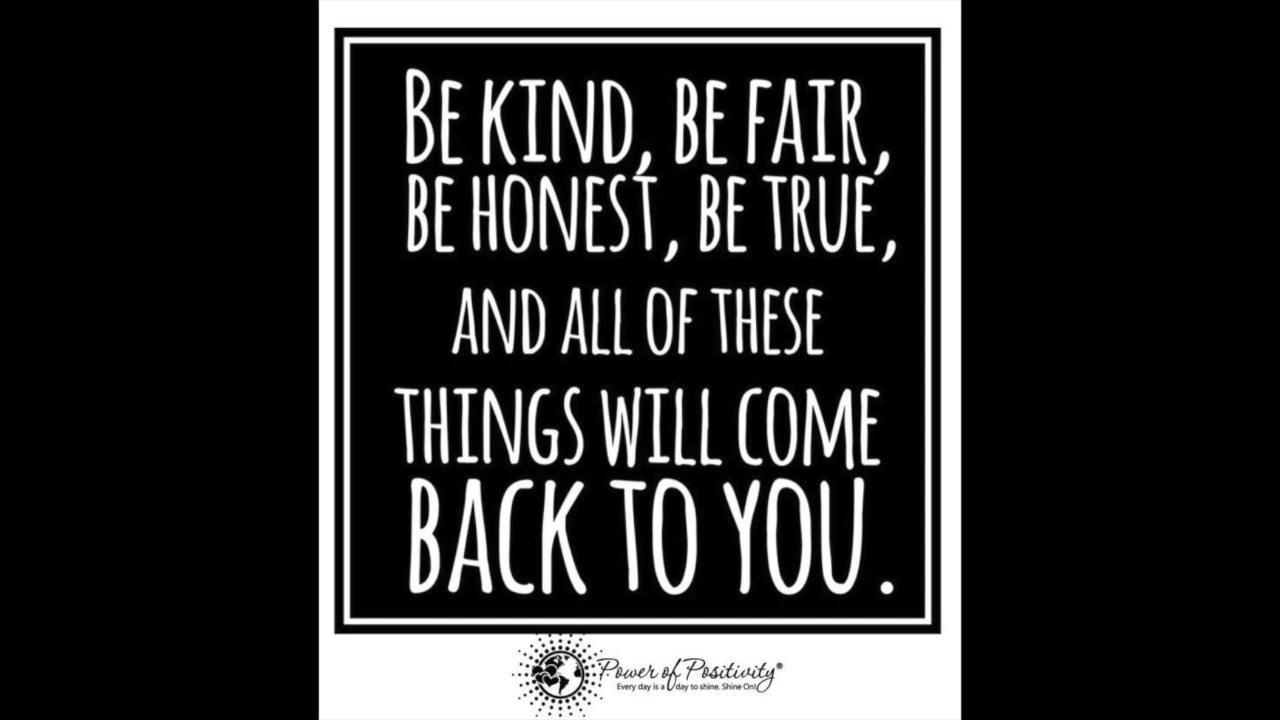 BE KIND, BE FAIR,
BE HONEST, BE TRUE,
AND ALL OF THESE
THINGS WILL COME
BACK TO YOU.
Power of Positivity®
Every day is a day to shine. Shine On!